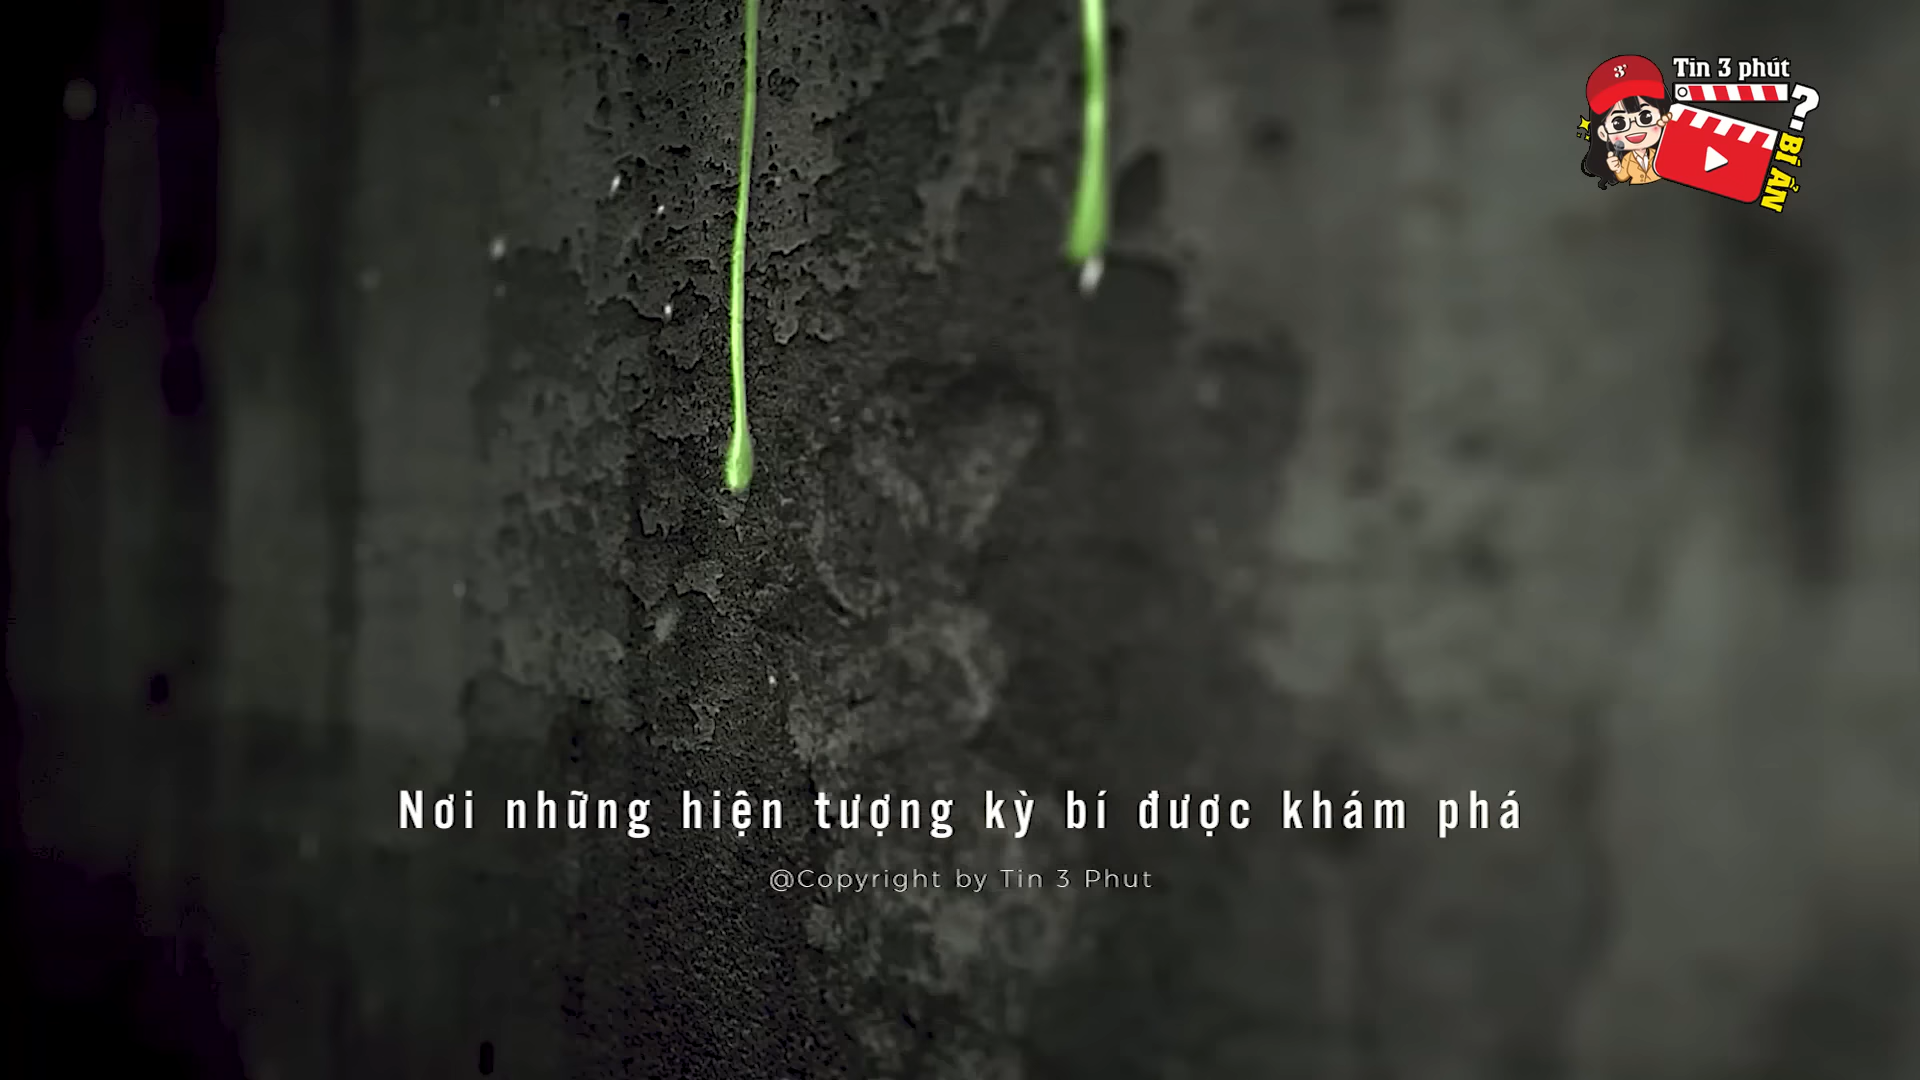 3'
Tin 3 phút
?
BÍ ẨN
Nơi những hiện tượng kỳ bí được khám phá
@Copyright by Tin 3 Phut